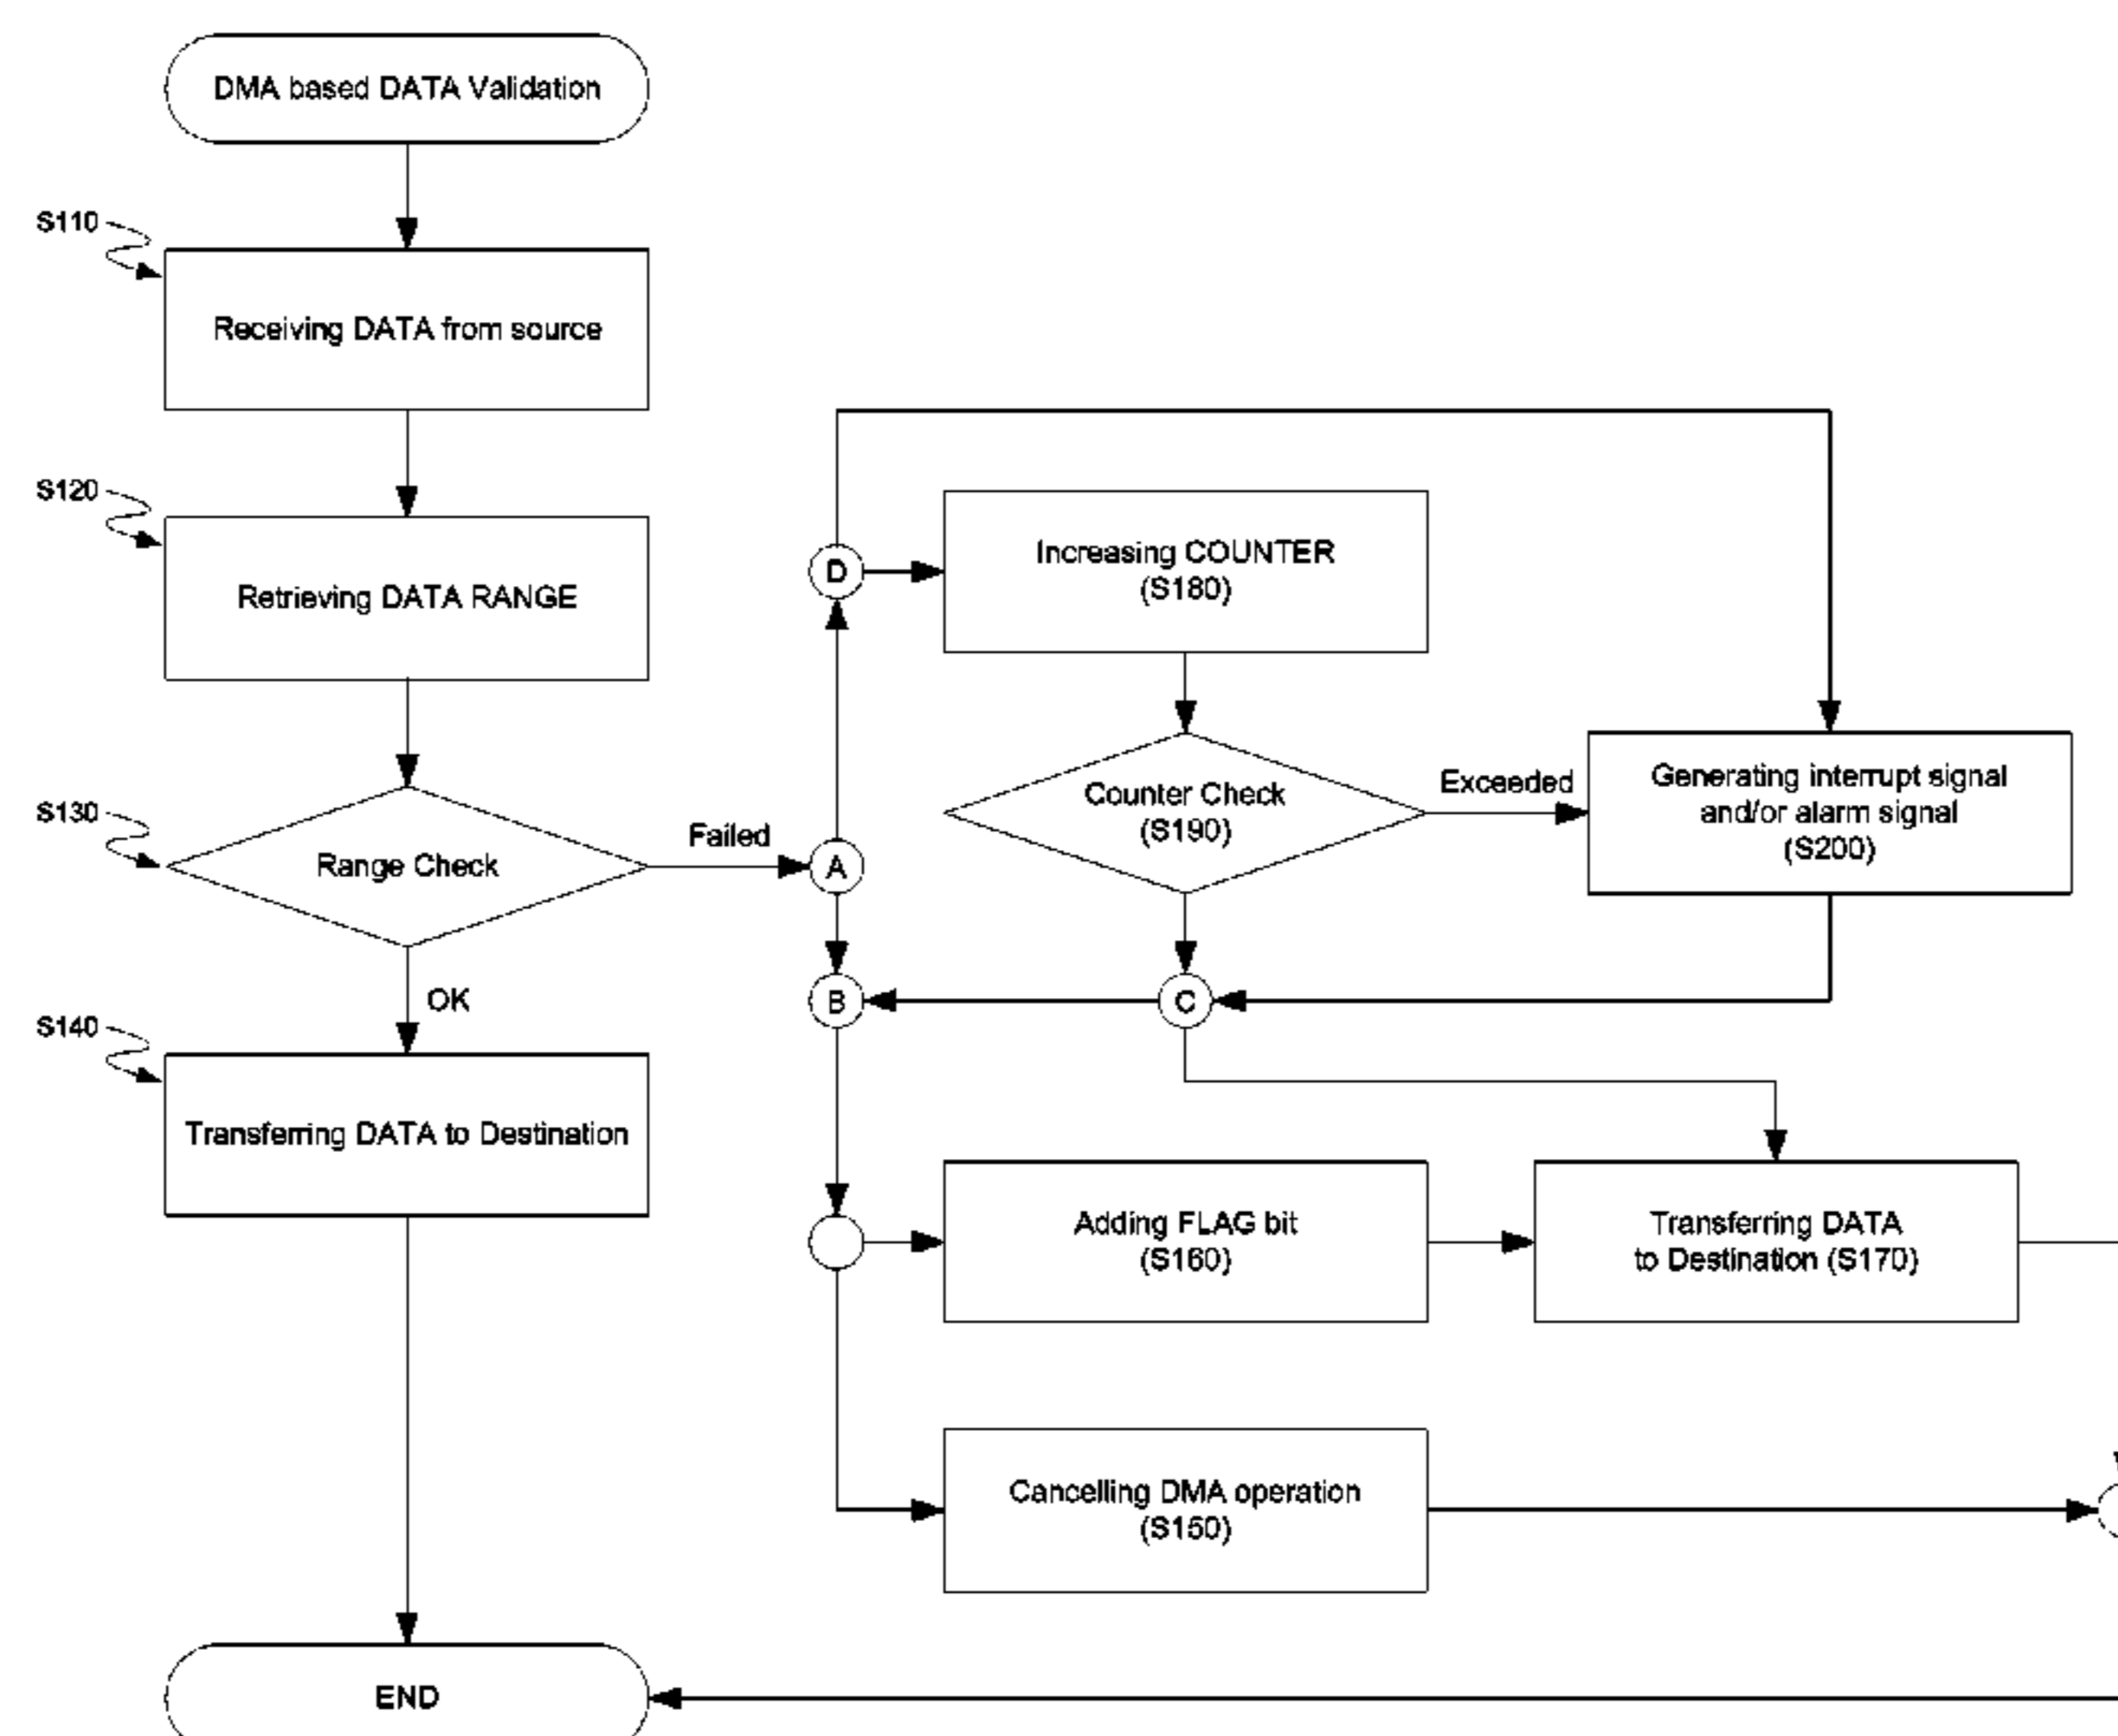 DMA based DATA Validation
S110
Receiving DATA from source
S120
Retrieving DATA RANGE
S130
Range Check
Failed
OK
S140
Transferring DATA to Destination
END
A
B
D
Increasing COUNTER
(S180)
Counter Check
(S190)
Exceeded
Generating interrupt signal
and/or alarm signal
(S200)
C
Adding FLAG bit
(S160)
Transferring DATA
to Destination (S170)
Cancelling DMA operation
(S150)